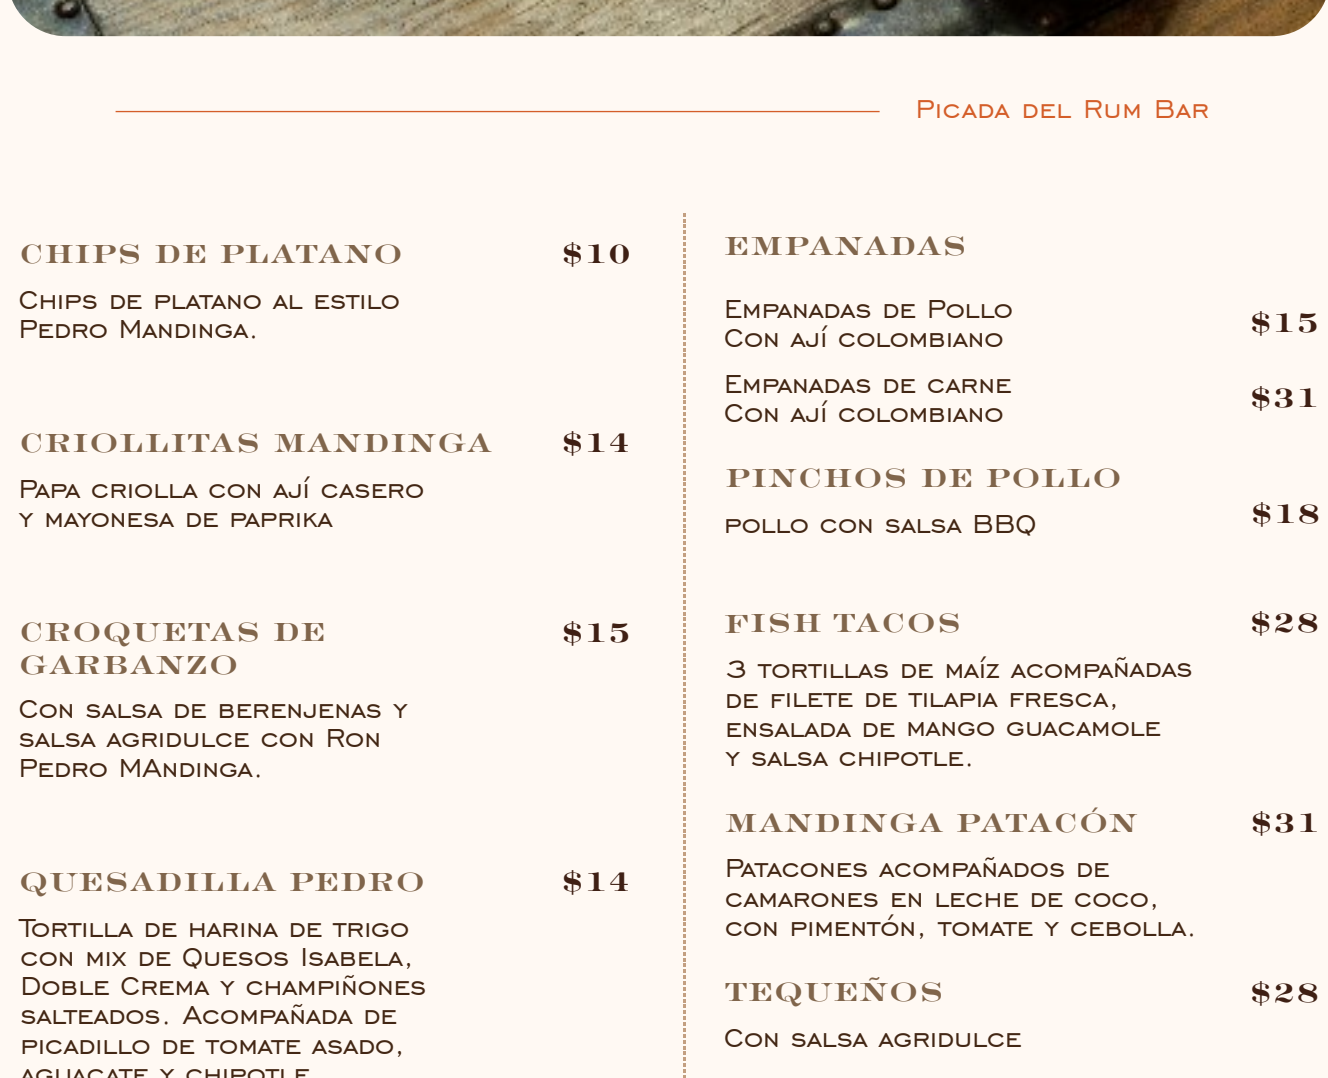 Picada del Rum Bar
CHIPS DE PLATANO $10
Chips de platano al estilo
Pedro Mandinga.
CRIOLLITAS MANDINGA $14
Papa criolla con ají casero
y mayonesa de paprika
CROQUETAS DE $15
GARBANZO
Con salsa de berenjenas y
salsa agridulce con Ron
Pedro MAndinga.
QUESADILLA PEDRO $14
Tortilla de harina de trigo
con mix de Quesos Isabela,
Doble Crema y champiñones
salteados. Acompañada de
picadillo de tomate asado,
aguacate y chipotle
EMPANADAS
Empanadas de Pollo
Con ají colombiano $15
Empanadas de carne
Con ají colombiano $31
PINCHOS DE POLLO
pollo con salsa BBQ $18
FISH TACOS $28
3 tortillas de maíz acompañadas
de filete de tilapia fresca,
ensalada de mango guacamole
y salsa chipotle.
MANDINGA PATACÓN $31
Patacones acompañados de
camarones en leche de coco,
con pimentón, tomate y cebolla.
TEQUEÑOS $28
Con salsa agridulce